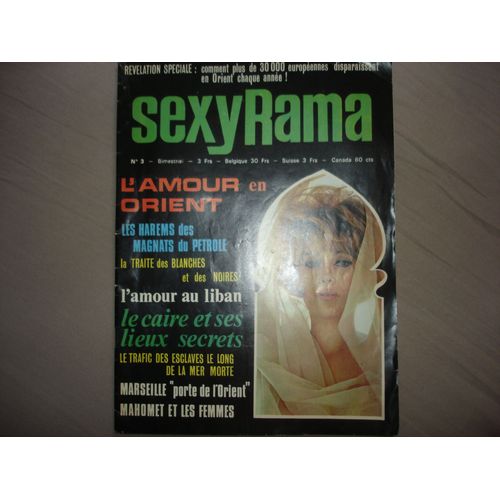 REVELATION SPECIALE : comment plus de 30 000 européennes disparaissent
en Orient chaque année !
sexyRama
N° 3 — Bimestriel — 3 Frs — Belgique 30 Frs — Suisse 3 Frs — Canada 60 cts
L'AMOUR en
ORIENT
LES HAREMS des
MAGNATS du PETROLE
la TRAITE des BLANCHES
et des NOIRES
l'amour au liban
le caire et ses
lieux secrets
LE TRAFIC DES ESCLAVES LE LONG
DE LA MER MORTE
MARSEILLE "porte de l'Orient"
MAHOMET ET LES FEMMES